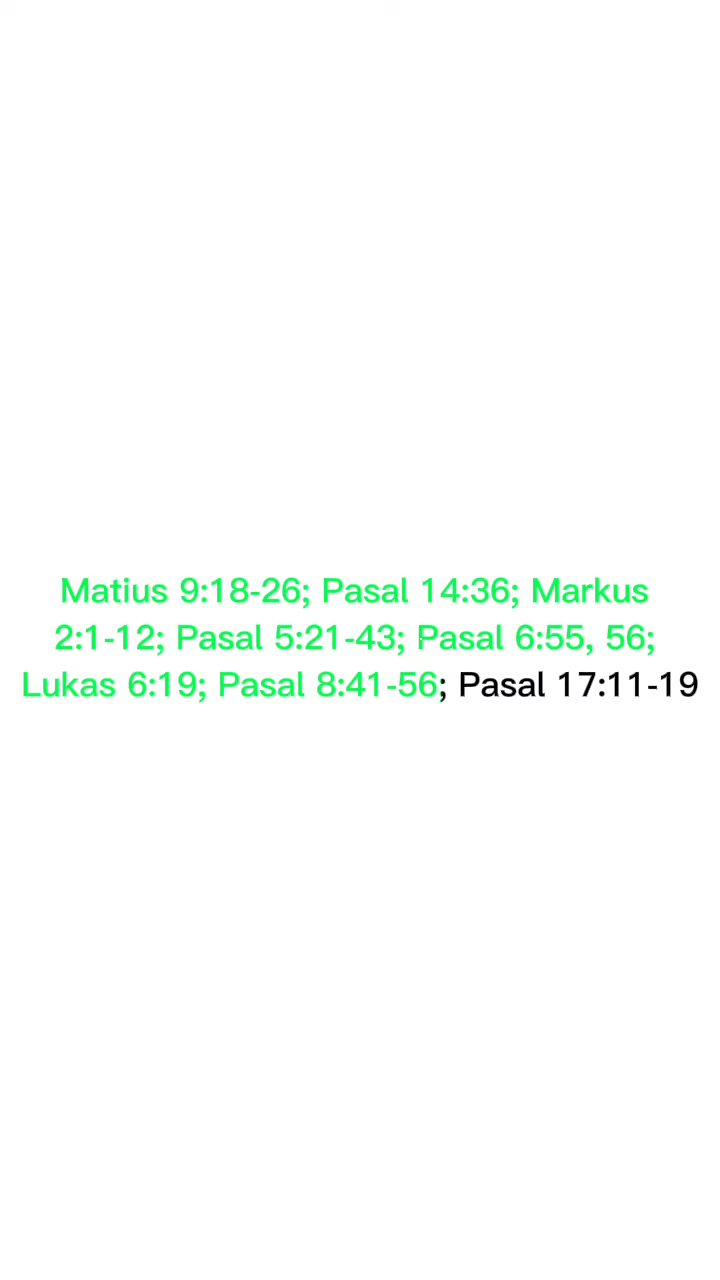 Matius 9:18-26; Pasal 14:36; Markus
2:1-12; Pasal 5:21-43; Pasal 6:55, 56;
Lukas 6:19; Pasal 8:41-56; Pasal 17:11-19